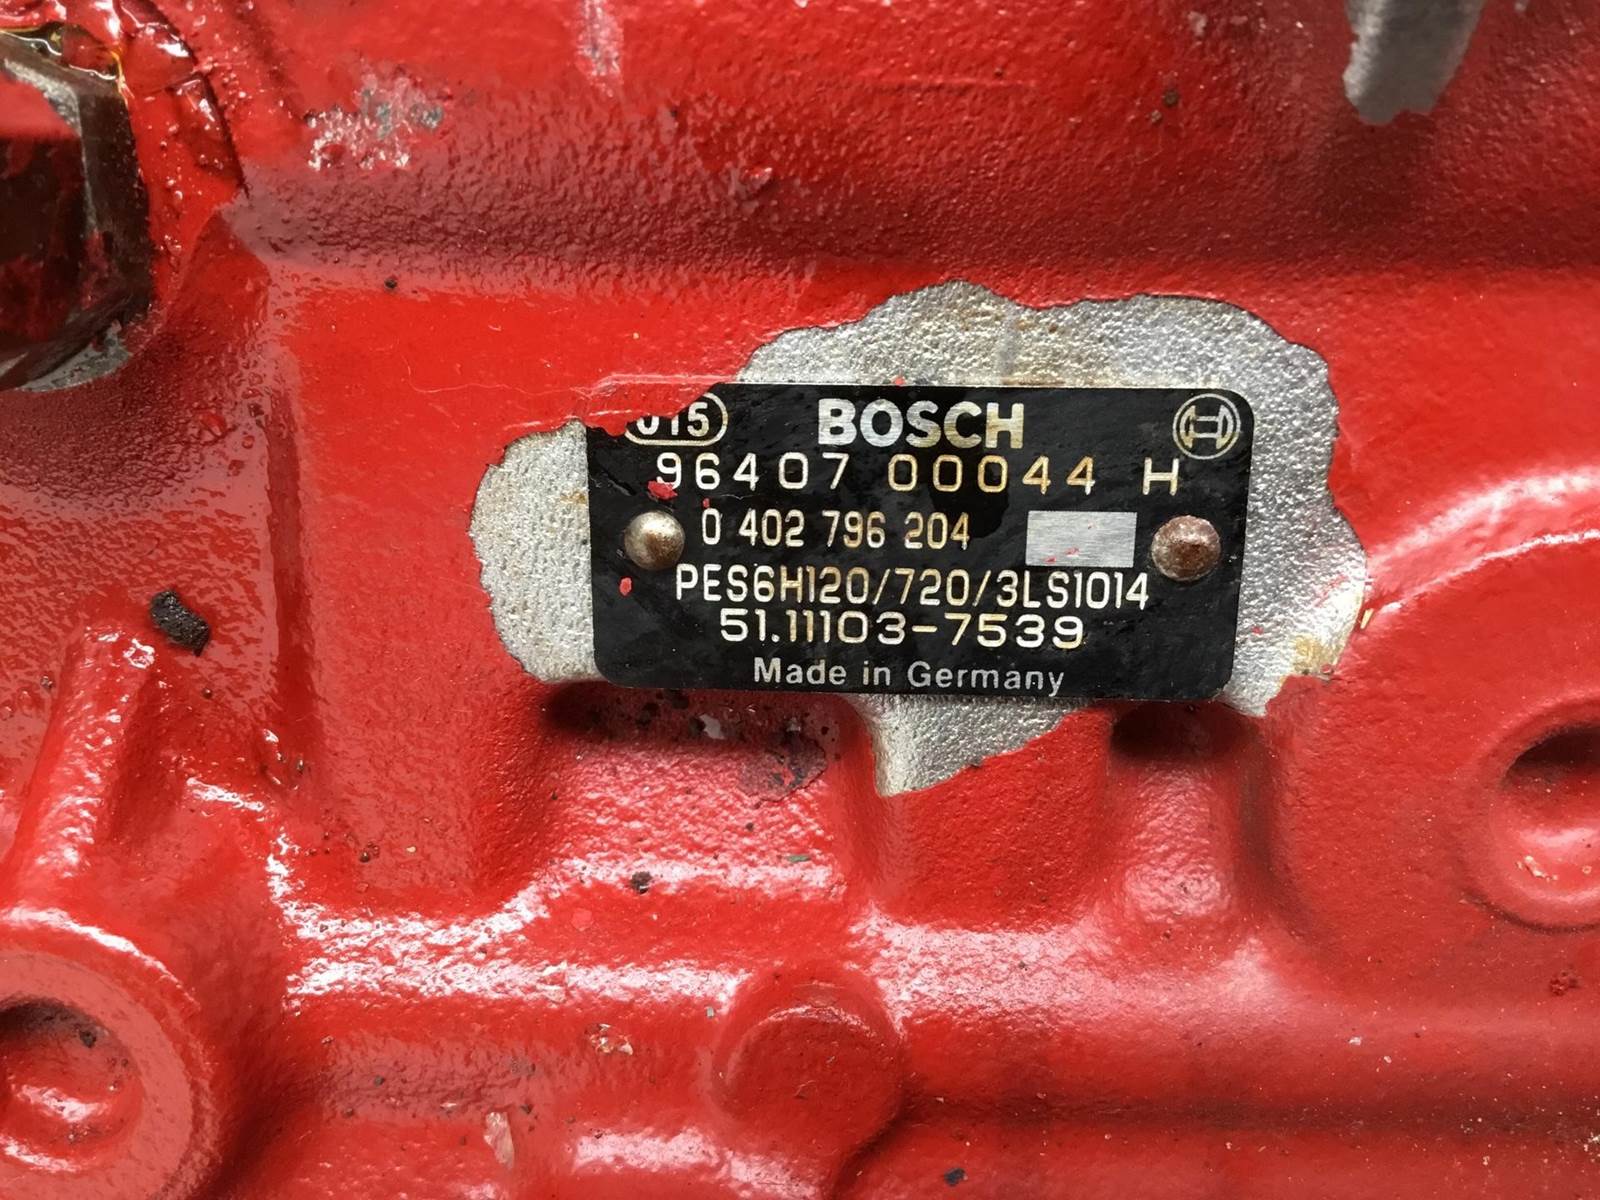 015 BOSCH
96407 00044 H
0 402 796 204
PES6H120/720/3LS1014
51.11103-7539
Made in Germany